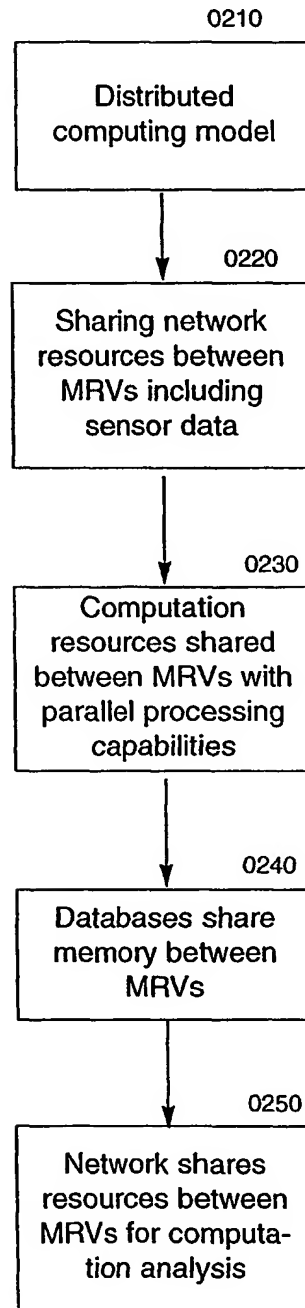 0210
Distributed
computing model
0220
Sharing network
resources between
MRVs including
sensor data
0230
Computation
resources shared
between MRVs with
parallel processing
capabilities
0240
Databases share
memory between
MRVs
0250
Network shares
resources between
MRVs for computa-
tion analysis